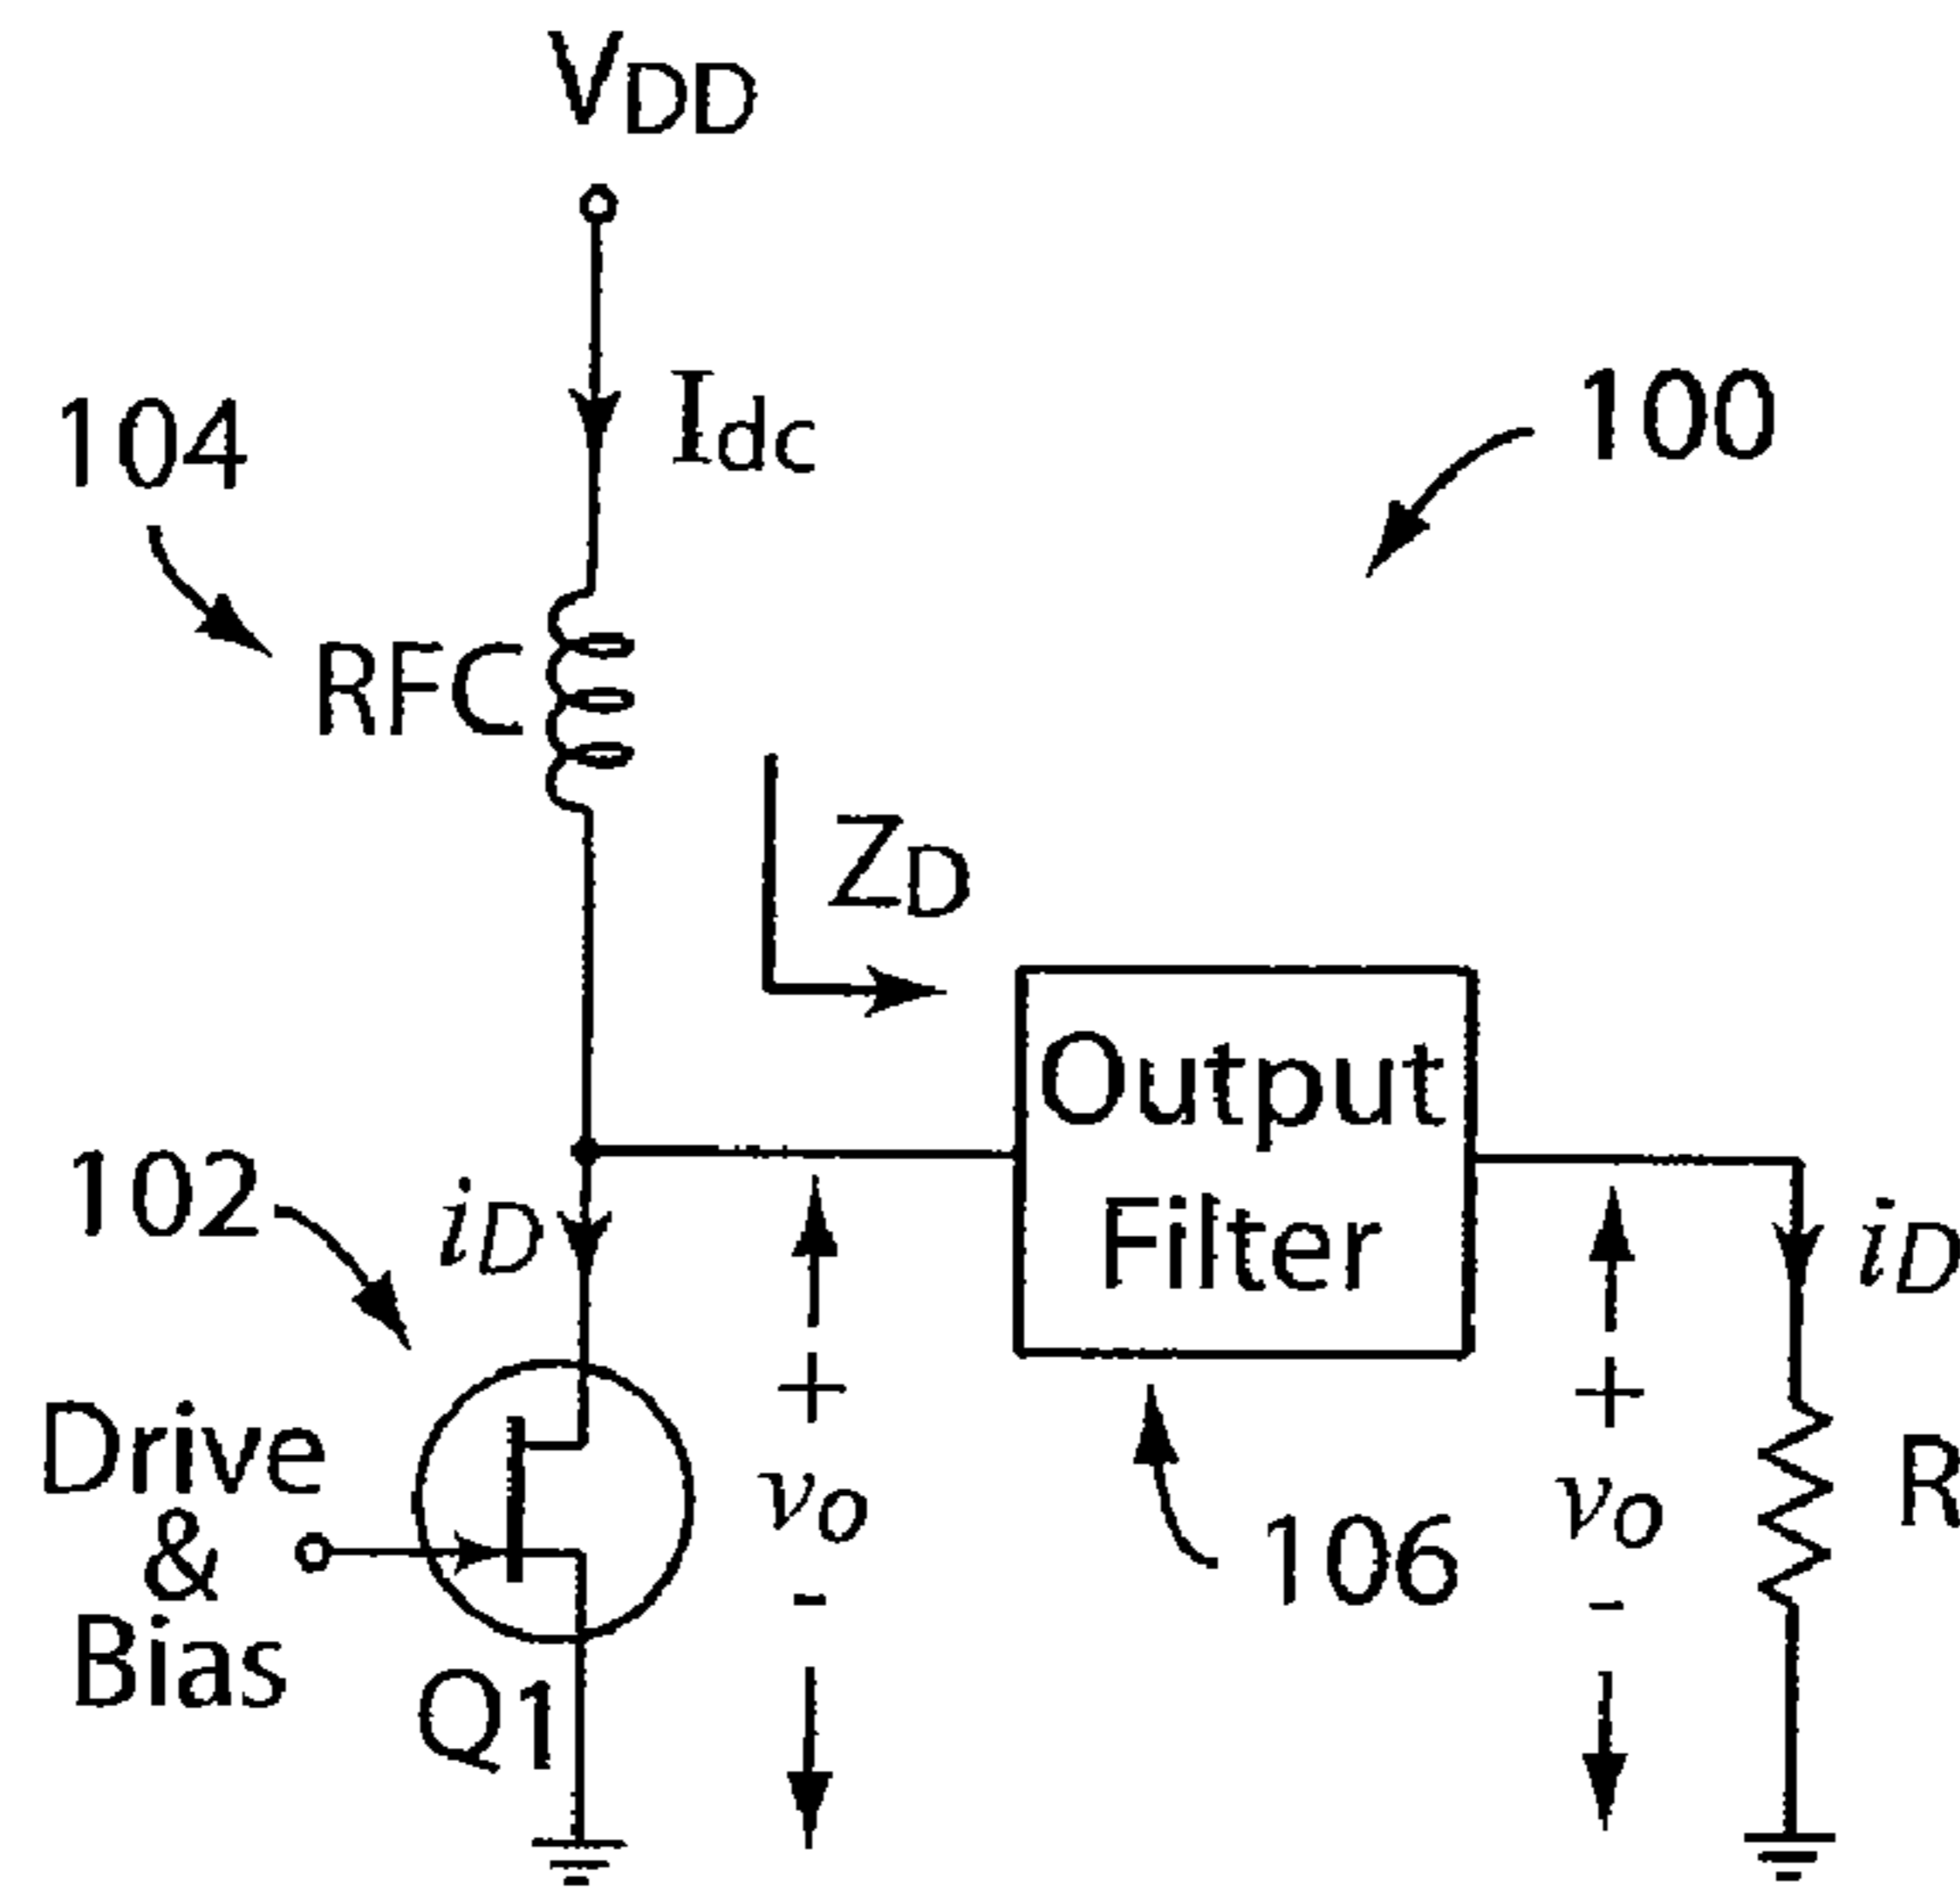 VDD
Idc
104
100
RFC
ZD
Output
Filter
102
iD
iD
Drive
&
Bias
+
vo
-
+
vo
-
106
R
Q1